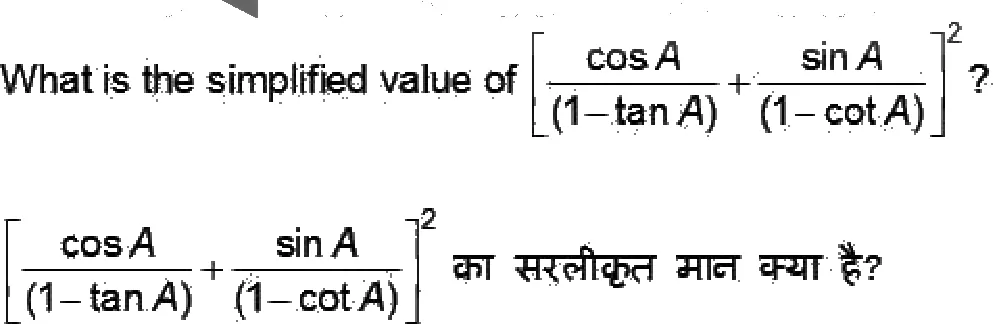 What is the simplified value of [cos A/(1–tan A) + sin A/(1–cot A)]²?
[cos A/(1–tan A) + sin A/(1–cot A)]² का सरलीकृत मान क्या है?